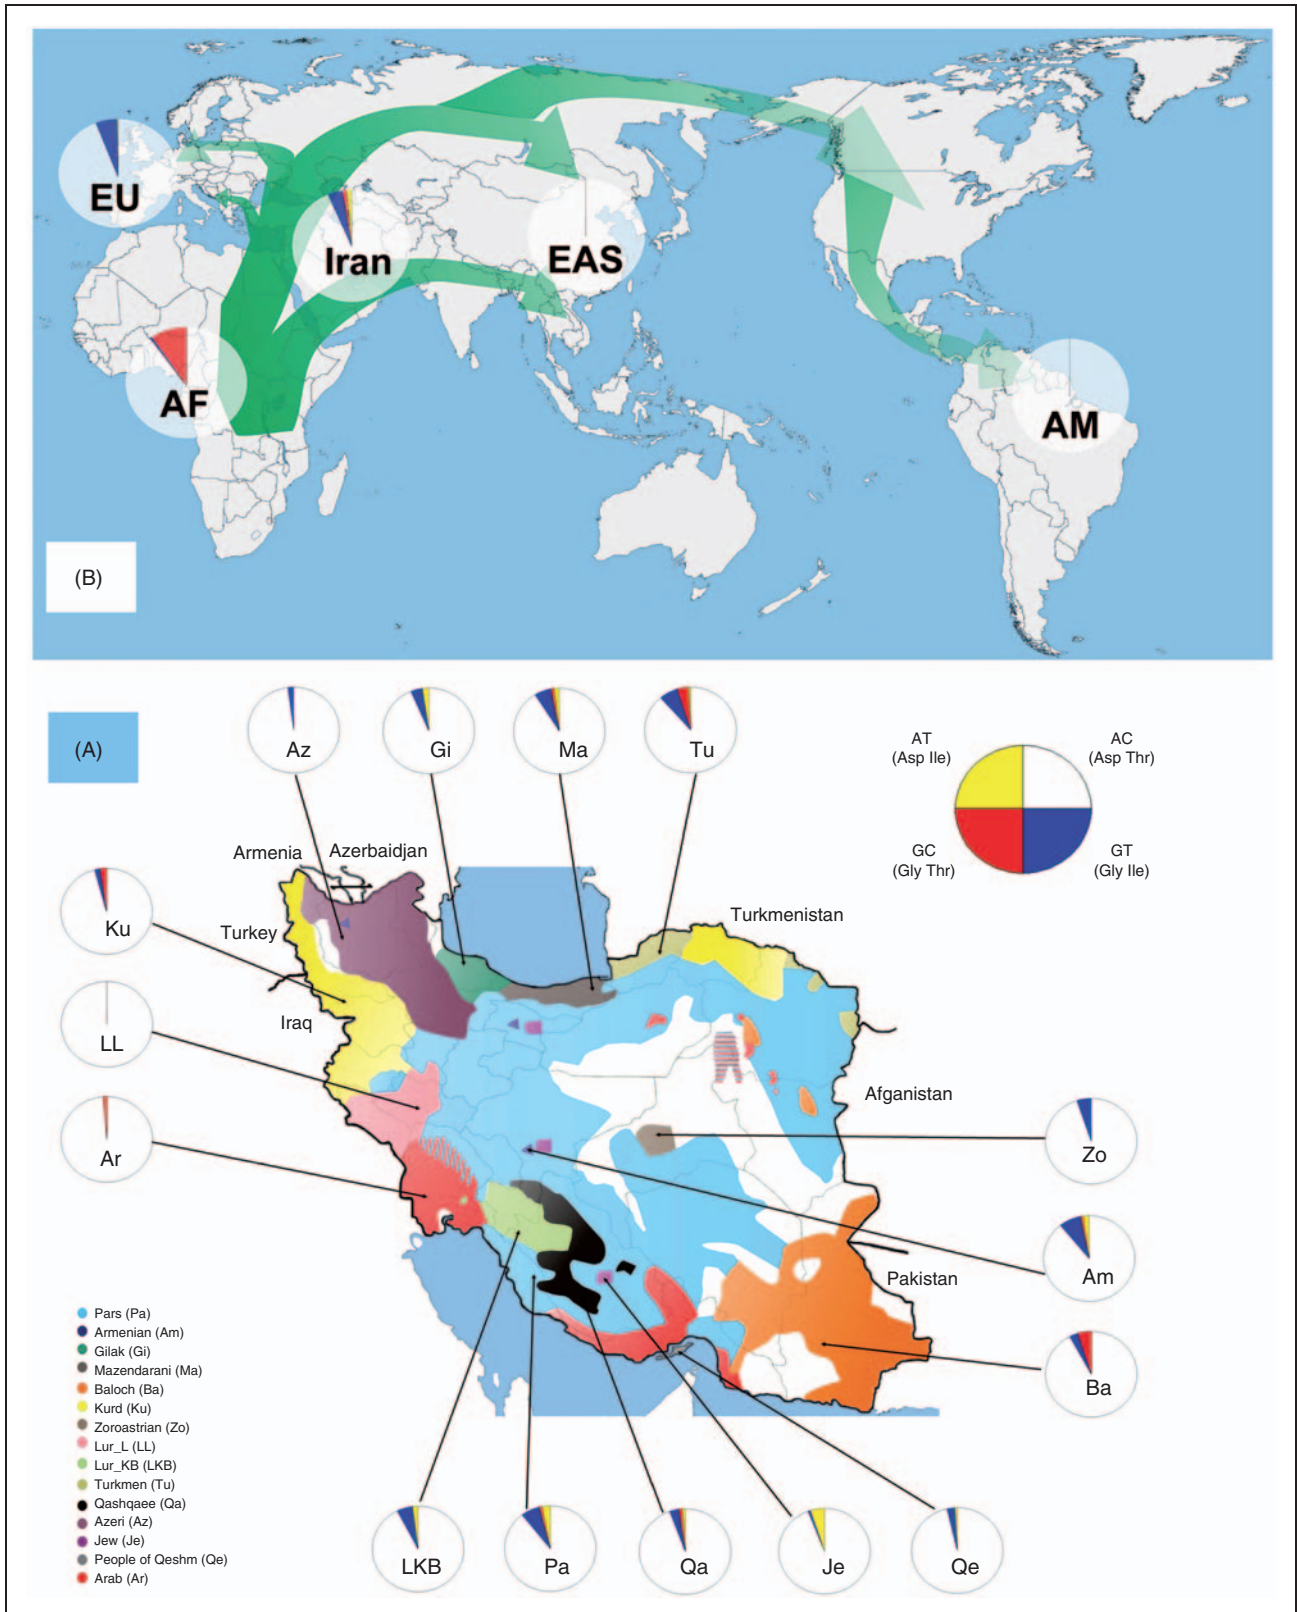 EU
Iran
EAS
AF
AM
(B)
(A)
Az
Gi
Ma
Tu
AT
(Asp Ile)
AC
(Asp Thr)
GC
(Gly Thr)
GT
(Gly Ile)
Armenia
Azerbaidjan
Ku
Turkey
Turkmenistan
LL
Iraq
Ar
Afganistan
Zo
Am
Pakistan
Ba
Pars (Pa)
Armenian (Am)
Gilak (Gi)
Mazendarani (Ma)
Baloch (Ba)
Kurd (Ku)
Zoroastrian (Zo)
Lur_L (LL)
Lur_KB (LKB)
Turkmen (Tu)
Qashqaee (Qa)
Azeri (Az)
Jew (Je)
People of Qeshm (Qe)
Arab (Ar)
LKB
Pa
Qa
Je
Qe